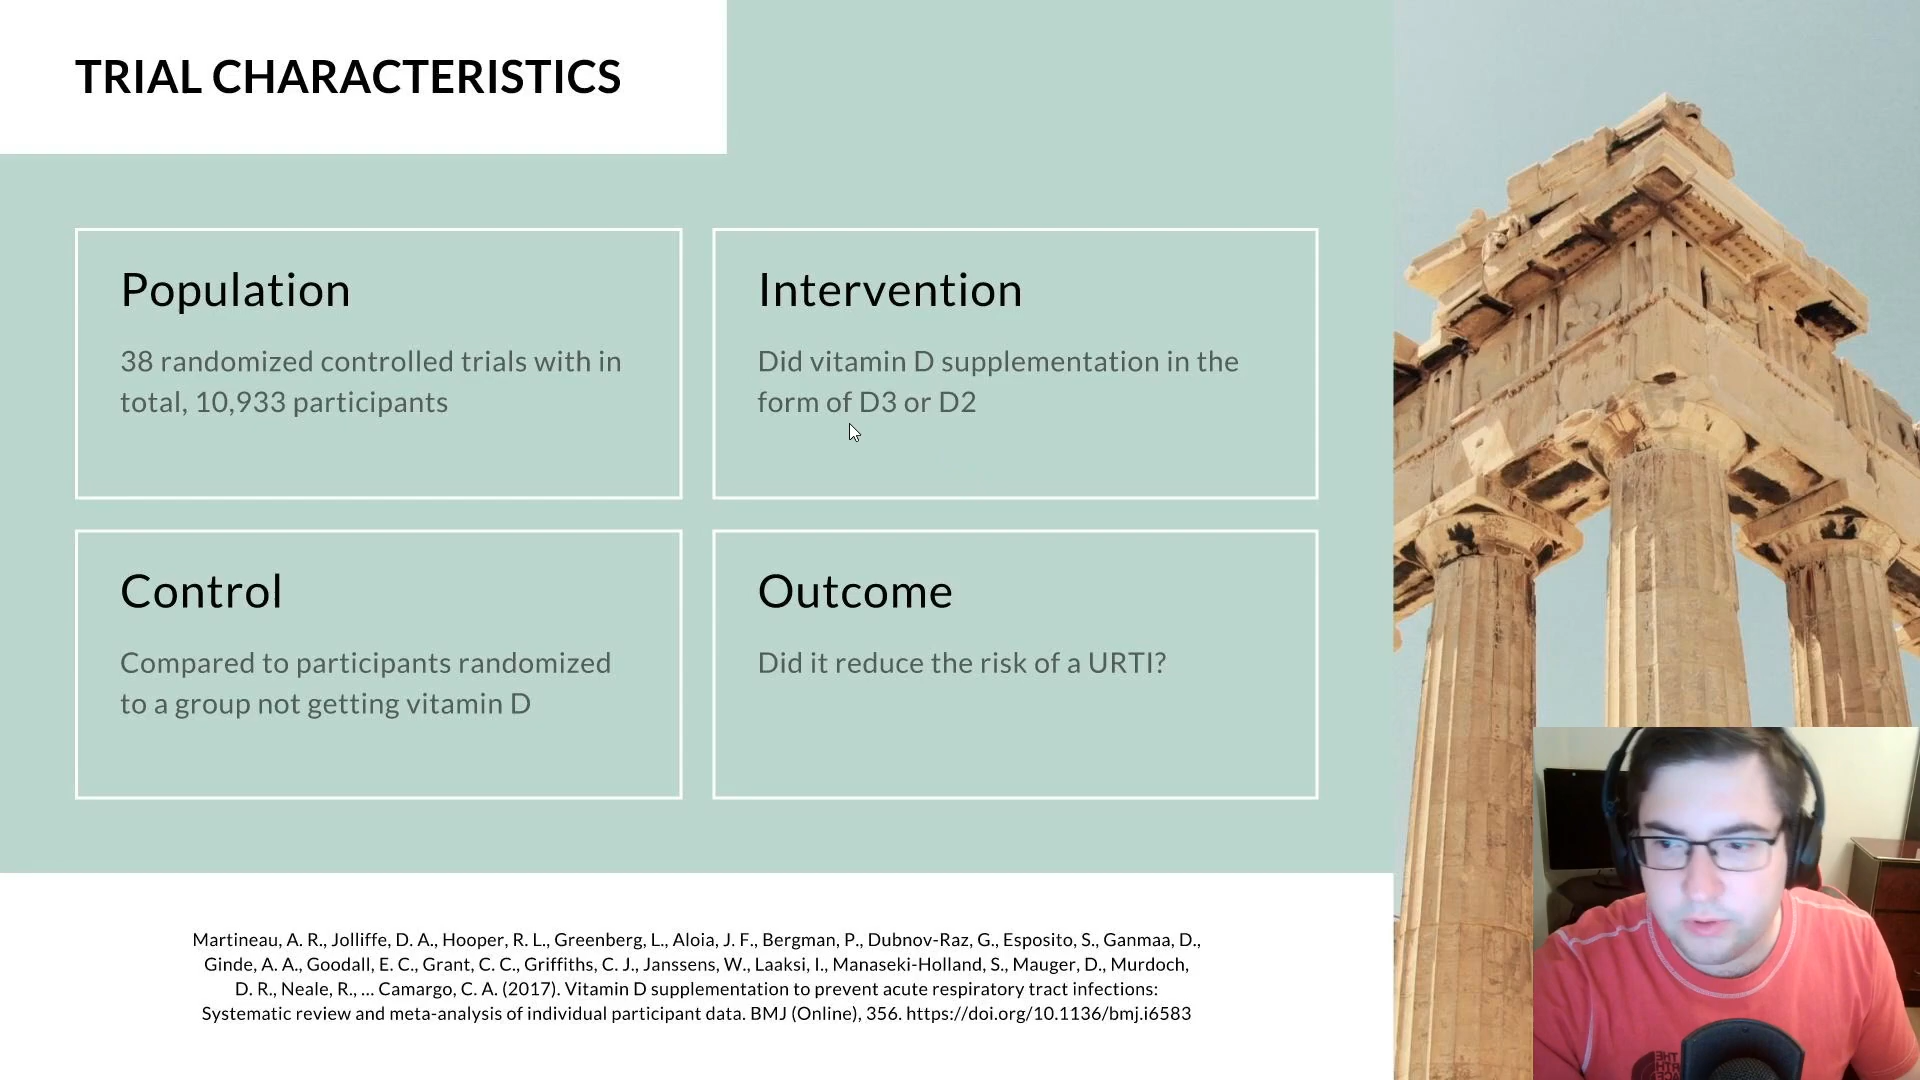 TRIAL CHARACTERISTICS
Population
38 randomized controlled trials with in
total, 10,933 participants
Intervention
Did vitamin D supplementation in the
form of D3 or D2
Control
Compared to participants randomized
to a group not getting vitamin D
Outcome
Did it reduce the risk of a URTI?
Martineau, A. R., Jolliffe, D. A., Hooper, R. L., Greenberg, L., Aloia, J. F., Bergman, P., Dubnov-Raz, G., Esposito, S., Ganmaa, D.,
Ginde, A. A., Goodall, E. C., Grant, C. C., Griffiths, C. J., Janssens, W., Laaksi, I., Manaseki-Holland, S., Mauger, D., Murdoch,
D. R., Neale, R., ... Camargo, C. A. (2017). Vitamin D supplementation to prevent acute respiratory tract infections:
Systematic review and meta-analysis of individual participant data. BMJ (Online), 356. https://doi.org/10.1136/bmj.i6583